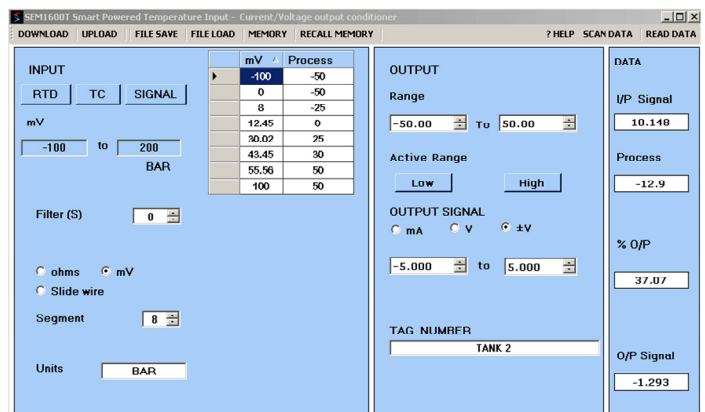 SEM1600T Smart Powered Temperature Input - Current/Voltage output conditioner
DOWNLOAD UPLOAD FILE SAVE FILE LOAD MEMORY RECALL MEMORY ? HELP SCAN DATA READ DATA
INPUT
RTD TC SIGNAL
mV
-100 to 200
BAR
Filter (S) 0
ohms mV
Slide wire
Segment 8
Units BAR
mV Process
-100 -50
0 -50
8 -25
12.45 0
30.02 25
43.45 30
55.56 50
100 50
OUTPUT
Range
-50.00 To 50.00
Active Range
Low High
OUTPUT SIGNAL
mA V ±V
-5.000 to 5.000
TAG NUMBER
TANK 2
DATA
I/P Signal
10.148
Process
-12.9
% O/P
37.07
O/P Signal
-1.293